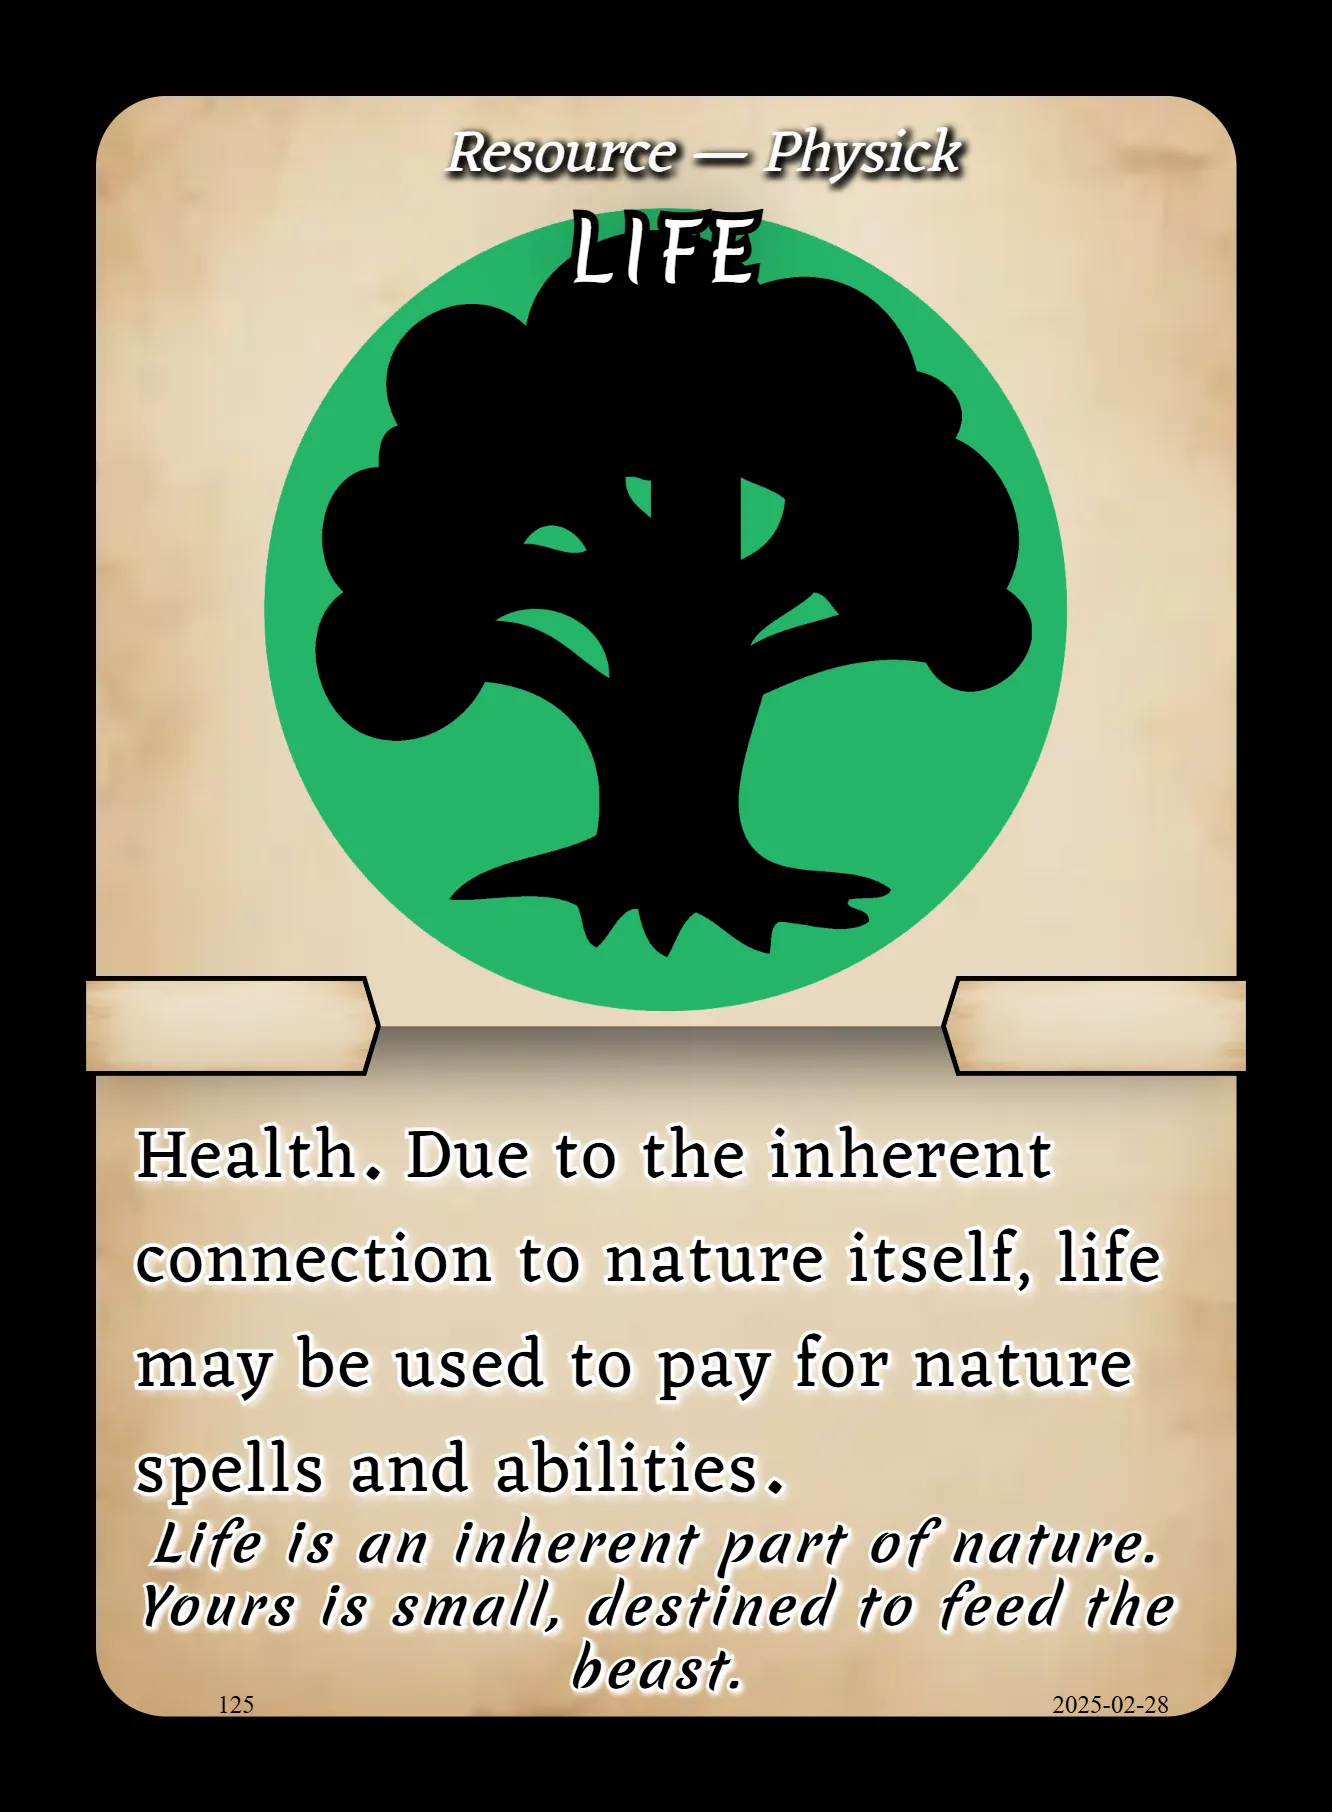 Resource — Physick
LIFE
Health. Due to the inherent
connection to nature itself, life
may be used to pay for nature
spells and abilities.
Life is an inherent part of nature.
Yours is small, destined to feed the
beast.
125
2025-02-28